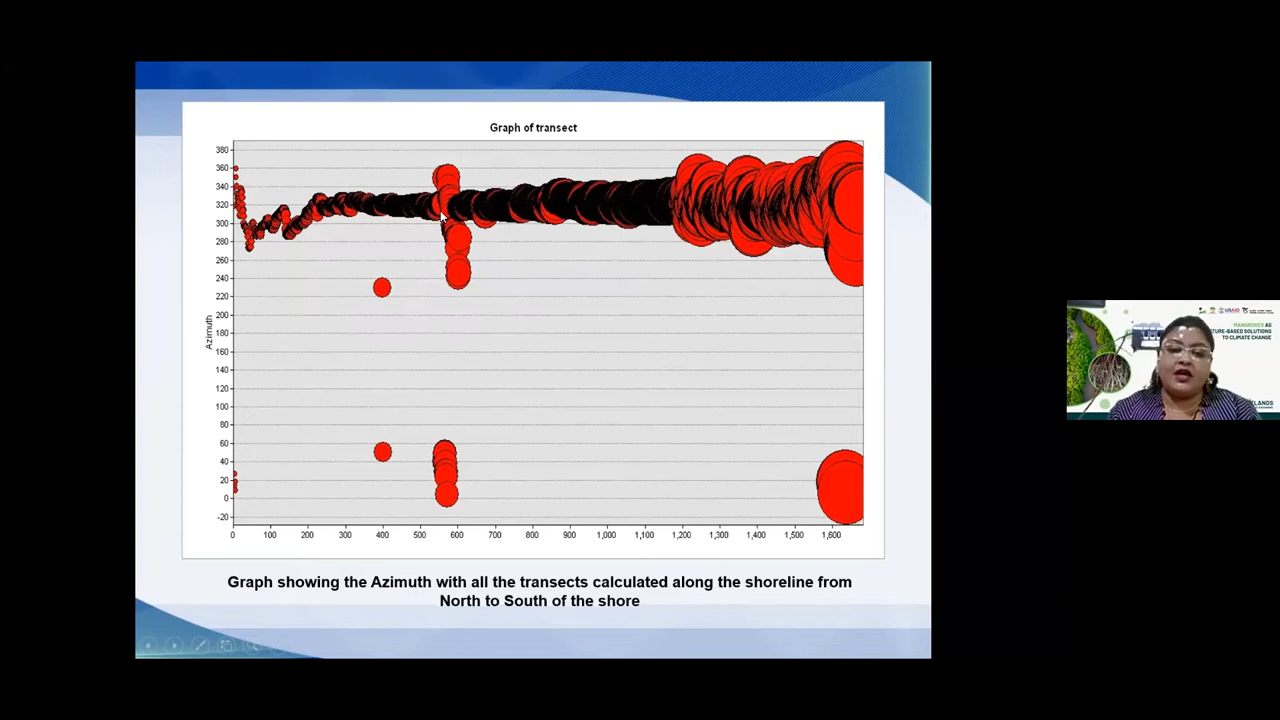 Graph of transect
380
360
340
320
300
280
260
240
220
200
180
160
140
120
100
80
60
40
20
0
-20
Azimuth
0 100 200 300 400 500 600 700 800 900 1,000 1,100 1,200 1,300 1,400 1,500 1,600
Graph showing the Azimuth with all the transects calculated along the shoreline from
North to South of the shore
USAID
MANGROVES AS
TURE-BASED SOLUTIONS
TO CLIMATE CHANGE
TLANDS